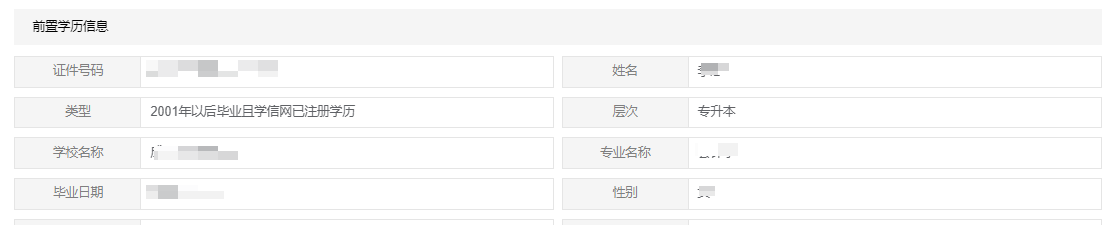 前置学历信息
证件号码
姓名
类型 2001年以后毕业且学信网已注册学历
层次 专升本
学校名称
专业名称
毕业日期
性别